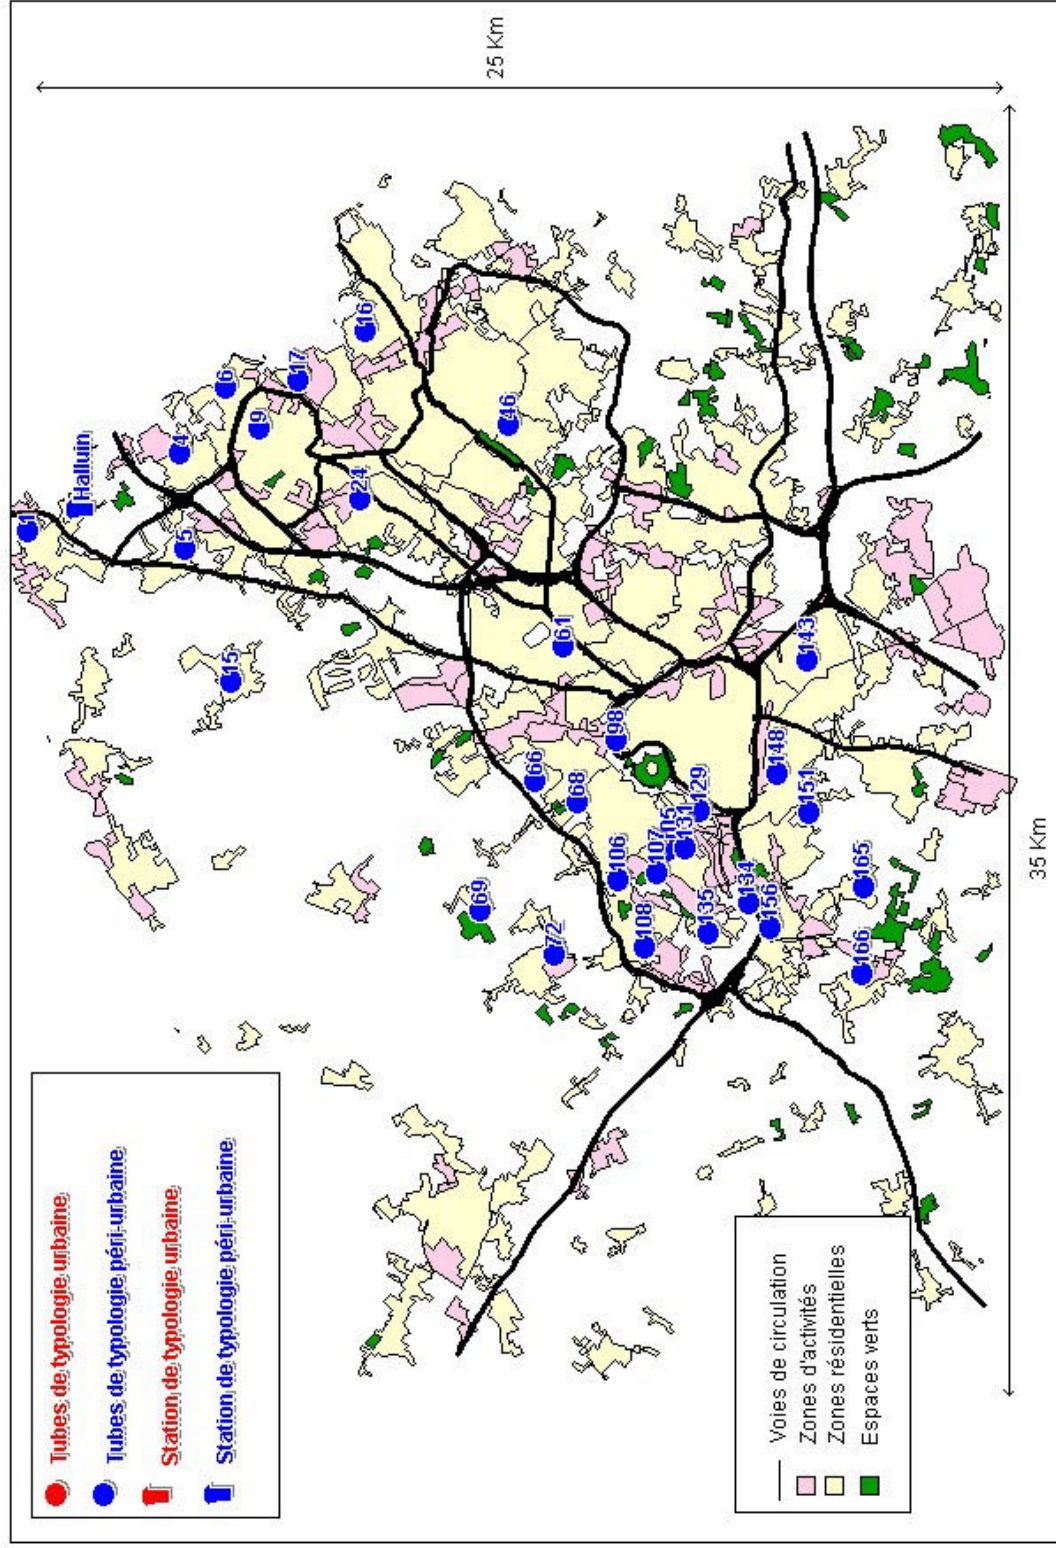 Tubes de typologie urbaine
Tubes de typologie péri-urbaine
Station de typologie urbaine
Station de typologie péri-urbaine
25 Km
1
Halluin
4
5
6
9
17
15
16
24
46
61
66
68
69
72
98
106
107
105
108
129
131
134
135
143
148
151
156
165
166
Voies de circulation
Zones d'activités
Zones résidentielles
Espaces verts
35 Km